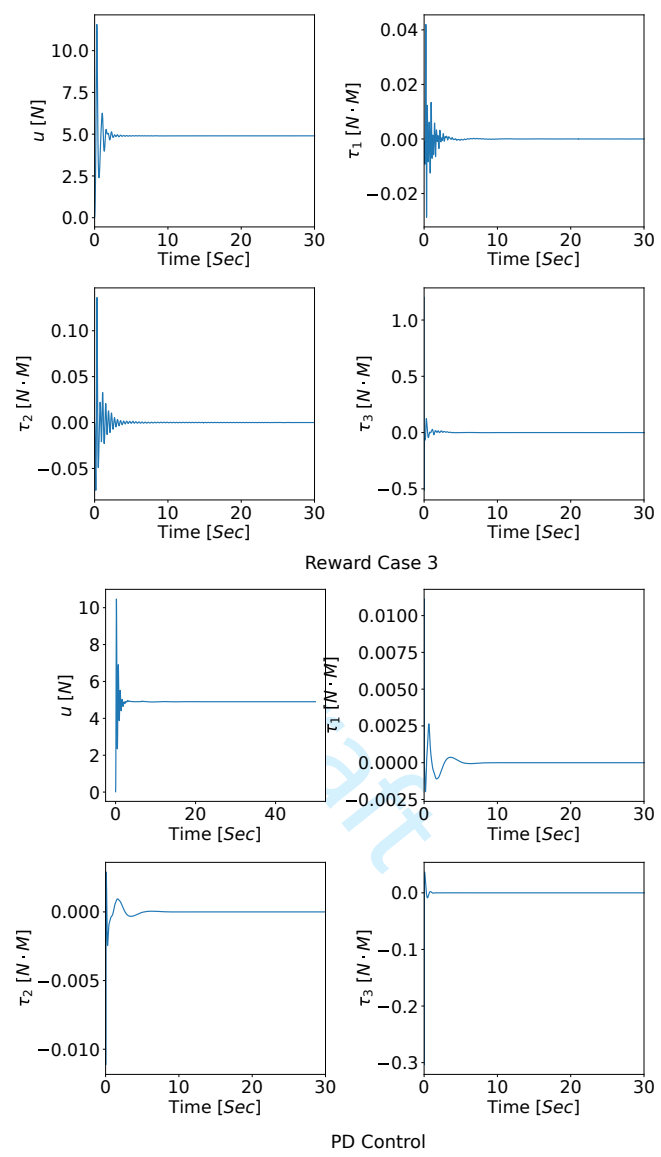 10.0
7.5
5.0
2.5
0.0
u [N]
0 10 20 30
Time [Sec]
0.04
0.02
0.00
−0.02
τ1 [N · M]
0 10 20 30
Time [Sec]
0.10
0.05
0.00
−0.05
τ2 [N · M]
0 10 20 30
Time [Sec]
1.0
0.5
0.0
−0.5
τ3 [N · M]
0 10 20 30
Time [Sec]
Reward Case 3
10
8
6
4
2
0
u [N]
0 20 40
Time [Sec]
0.0100
0.0075
0.0050
0.0025
0.0000
−0.0025
τ1 [N · M]
0 10 20 30
Time [Sec]
0.000
−0.005
−0.010
τ2 [N · M]
0 10 20 30
Time [Sec]
0.0
−0.1
−0.2
−0.3
τ3 [N · M]
0 10 20 30
Time [Sec]
PD Control
raft